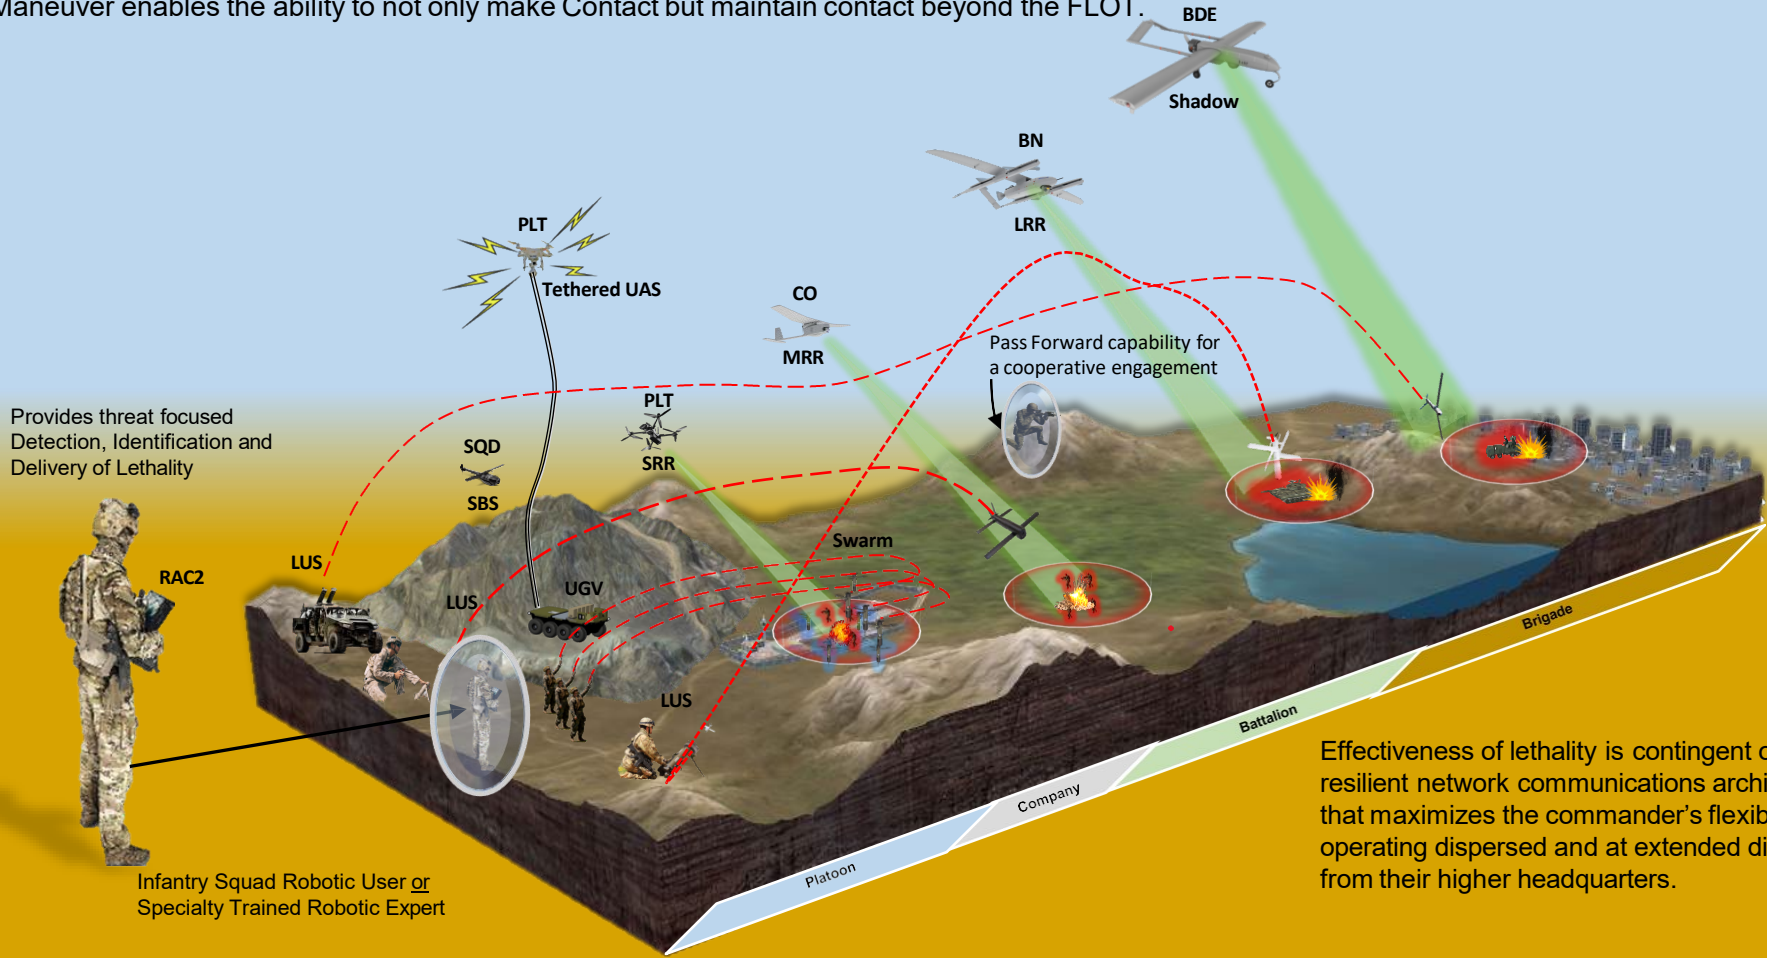 Maneuver enables the ability to not only make Contact but maintain contact beyond the FLOT.
BDE
Shadow
BN
LRR
PLT
Tethered UAS
CO
MRR
Pass Forward capability for
a cooperative engagement
PLT
SRR
SQD
SBS
Provides threat focused
Detection, Identification and
Delivery of Lethality
RAC2
LUS
LUS
UGV
Swarm
LUS
Brigade
Battalion
Company
Platoon
Infantry Squad Robotic User or
Specialty Trained Robotic Expert
Effectiveness of lethality is contingent
resilient network communications
that maximizes the commander's
operating dispersed and at extended
from their higher headquarters.